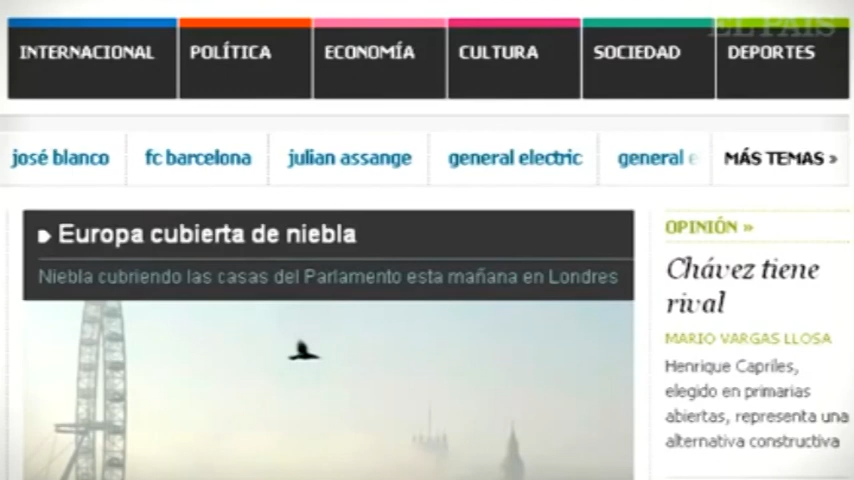 EL PAÍS
INTERNACIONAL POLÍTICA ECONOMÍA CULTURA SOCIEDAD DEPORTES
josé blanco fc barcelona julian assange general electric general e MÁS TEMAS »
Europa cubierta de niebla
Niebla cubriendo las casas del Parlamento esta mañana en Londres
OPINIÓN »
Chávez tiene
rival
MARIO VARGAS LLOSA
Henrique Capriles,
elegido en primarias
abiertas, representa una
alternativa constructiva